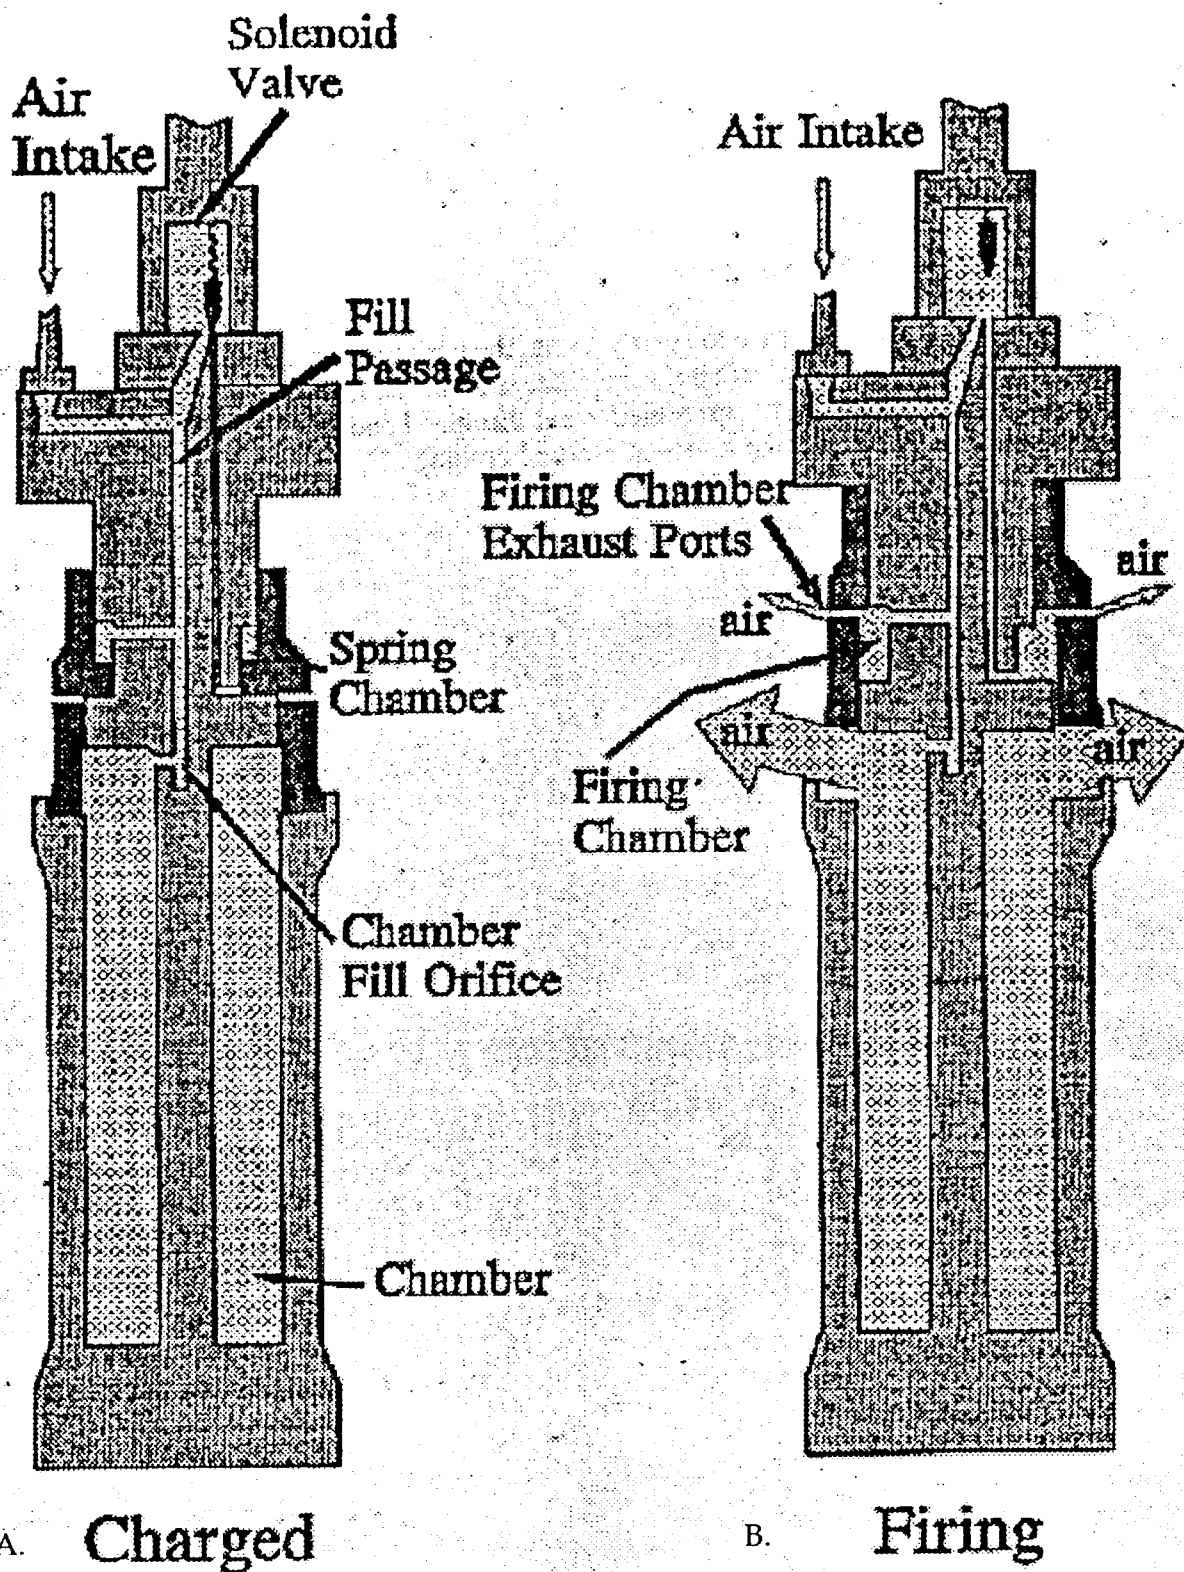 Solenoid
Valve
Air
Intake
Fill
Passage
Spring
Chamber
Chamber
Fill Orifice
Chamber
A. Charged
Air Intake
Firing Chamber
Exhaust Ports
air
air
air
air
Firing
Chamber
B. Firing